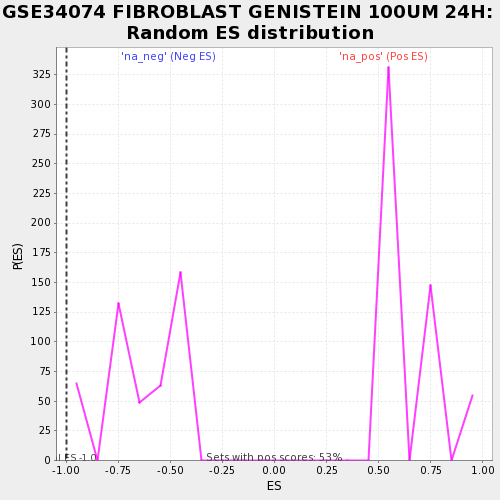 GSE34074 FIBROBLAST GENISTEIN 100UM 24H:
Random ES distribution
'na_neg' (Neg ES) 'na_pos' (Pos ES)
325
300
275
250
225
200
175
150
125
100
75
50
25
0
P(ES)
ES -1.0
Sets with pos scores: 53%
-1.00 -0.75 -0.50 -0.25 0.00 0.25 0.50 0.75 1.00
ES